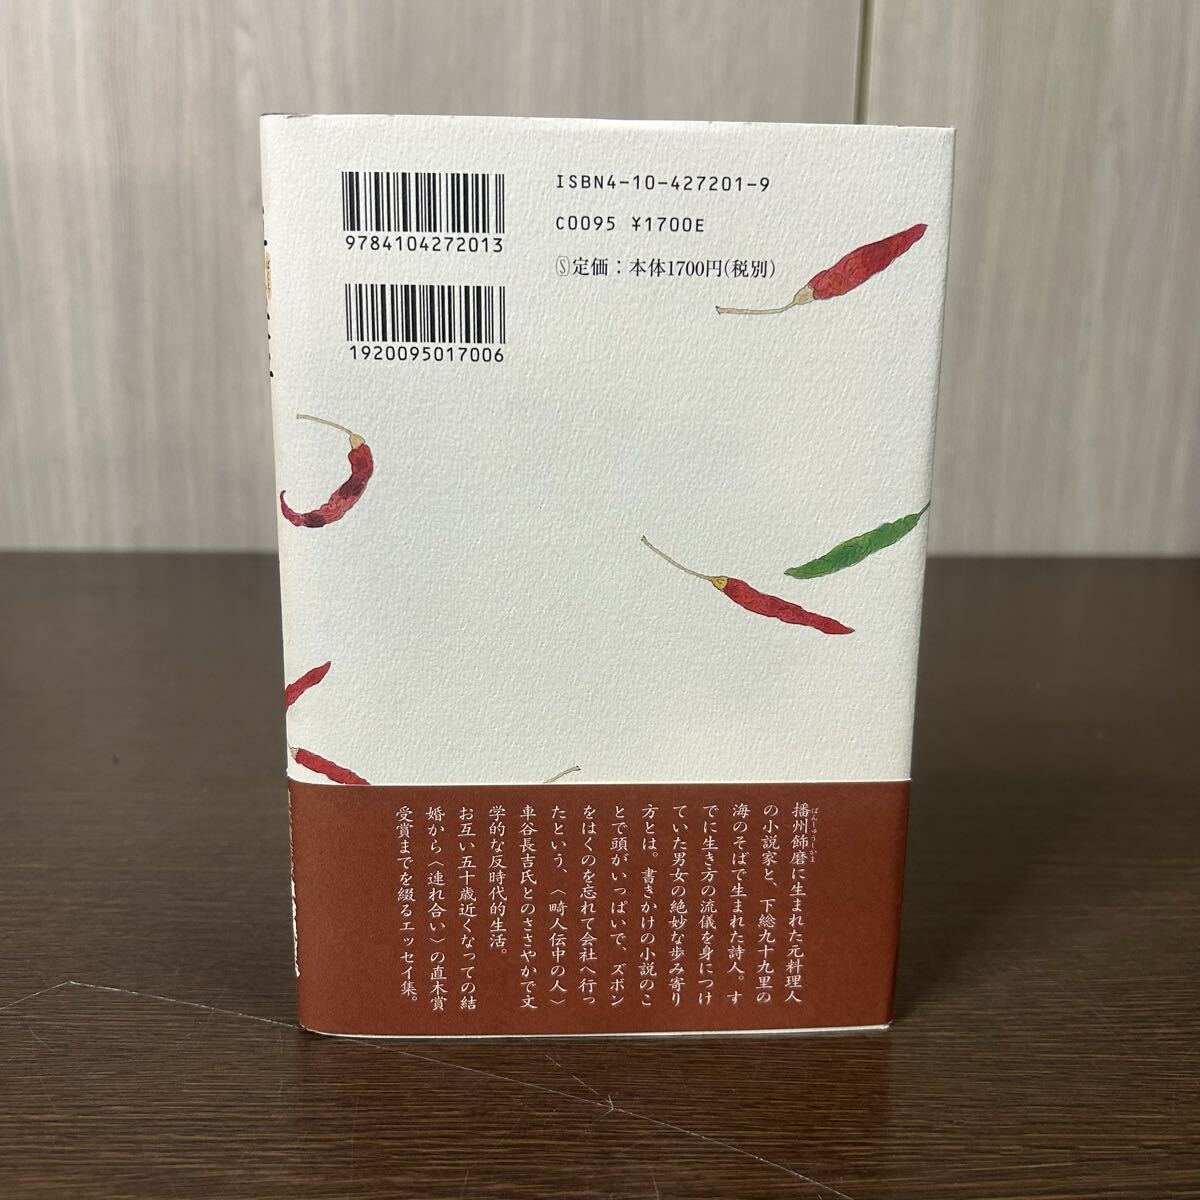 ISBN4-10-427201-9
C0095 ¥1700E
Ⓢ定価：本体1700円(税別)
9784104272013
1920095017006
播州飾磨に生まれた元料理人
ばんしゅうしかま
の小説家と、下総九十九里の
海のそばで生まれた詩人。す
でに生き方の流儀を身につけ
ていた男女の絶妙な歩み寄り
方とは。書きかけの小説のこ
とで頭がいっぱいで、ズボン
をはくのを忘れて会社へ行っ
たという、〈畸人伝中の人〉
車谷長吉氏とのささやかで文
学的な反時代的生活。
お互い五十歳近くなっての結
婚から〈連れ合い〉の直木賞
受賞までを綴るエッセイ集。